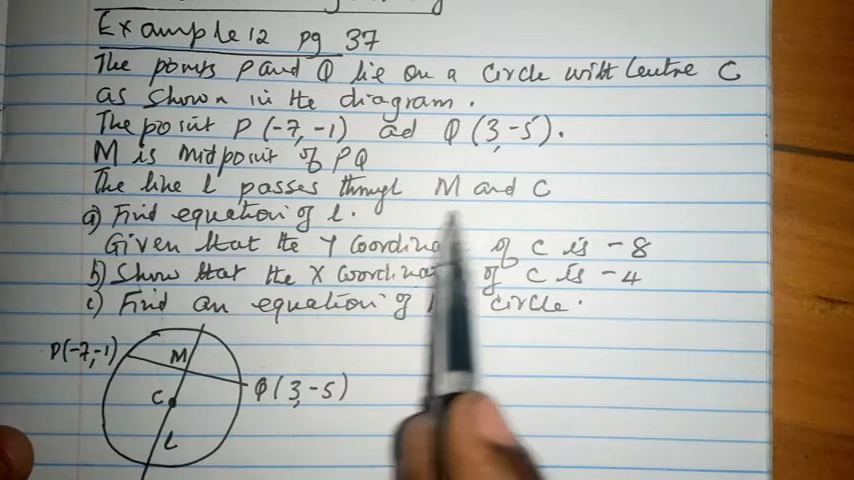 Example 12 pg 37
The points P and Q lie on a circle with Centre C
as shown in the diagram.
The point P (-7, -1) ad Q (3, -5).
M is midpoint of PQ
The line l passes through M and C
a) Find equation of l.
Given that the Y Coordina of C is -8
b) Show that the X Coordinat of C is -4
c) Find an equation of circle.
P(-7,-1)
M
Q(3,-5)
C
l